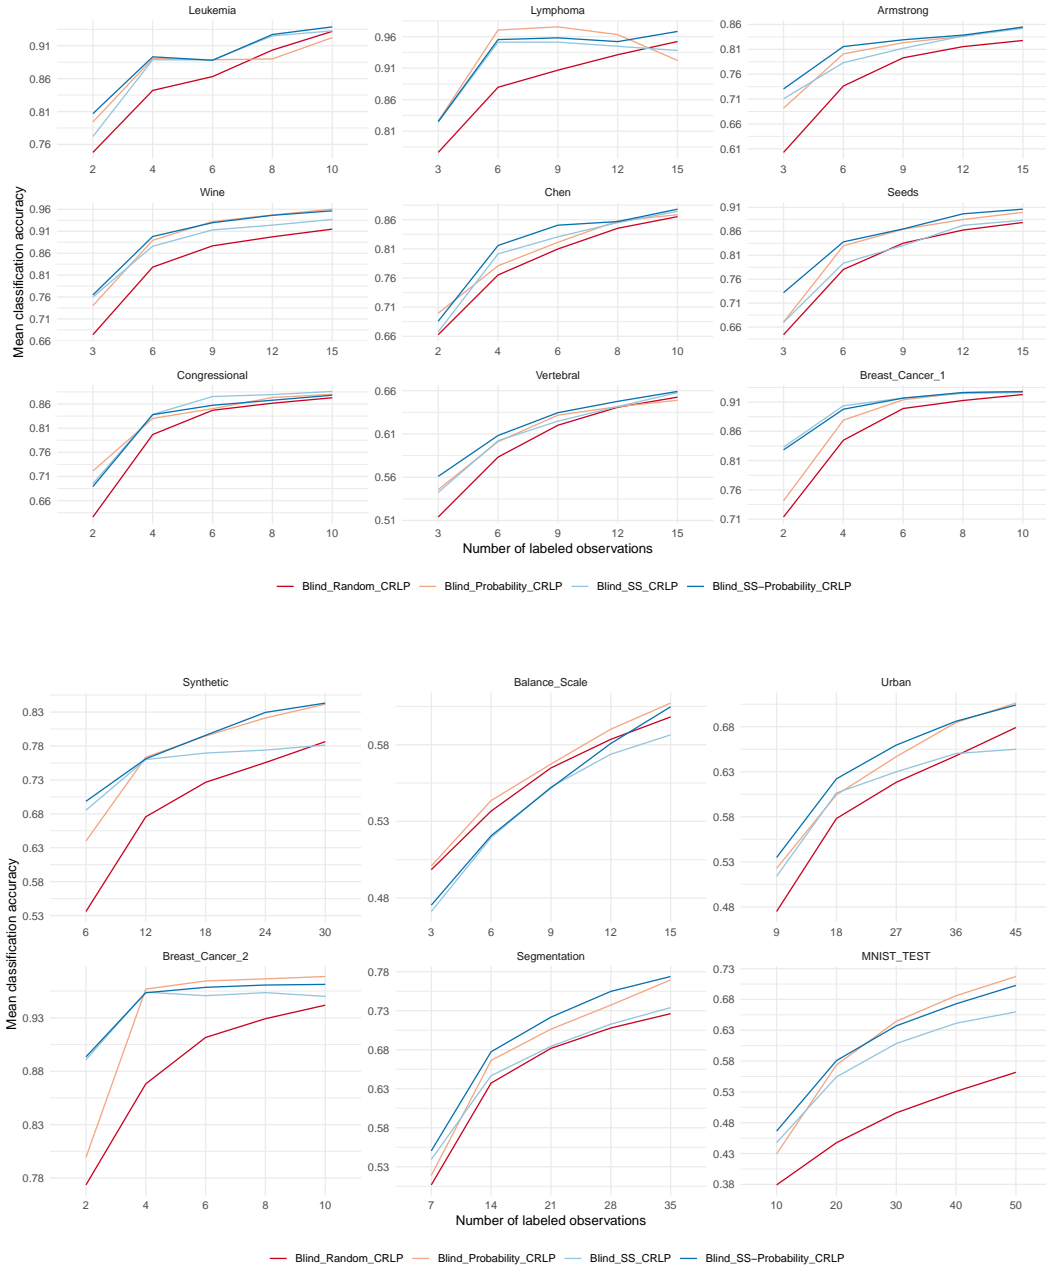 Leukemia
Lymphoma
Armstrong
0.91
0.86
0.81
0.76
2 4 6 8 10
0.96
0.91
0.86
0.81
3 6 9 12 15
0.86
0.81
0.76
0.71
0.66
0.61
3 6 9 12 15
Mean classification accuracy
Wine
Chen
Seeds
0.96
0.91
0.86
0.81
0.76
0.71
0.66
3 6 9 12 15
0.86
0.81
0.76
0.71
0.66
2 4 6 8 10
0.91
0.86
0.81
0.76
0.71
0.66
3 6 9 12 15
Congressional
Vertebral
Breast_Cancer_1
0.86
0.81
0.76
0.71
0.66
2 4 6 8 10
0.66
0.61
0.56
0.51
3 6 9 12 15
0.91
0.86
0.81
0.76
0.71
2 4 6 8 10
Number of labeled observations
Blind_Random_CRLP Blind_Probability_CRLP Blind_SS_CRLP Blind_SS−Probability_CRLP
Synthetic
Balance_Scale
Urban
0.83
0.78
0.73
0.68
0.63
0.58
0.53
6 12 18 24 30
0.58
0.53
0.48
3 6 9 12 15
0.68
0.63
0.58
0.53
0.48
9 18 27 36 45
Mean classification accuracy
Breast_Cancer_2
Segmentation
MNIST_TEST
0.93
0.88
0.83
0.78
2 4 6 8 10
0.78
0.73
0.68
0.63
0.58
0.53
7 14 21 28 35
0.73
0.68
0.63
0.58
0.53
0.48
0.43
0.38
10 20 30 40 50
Number of labeled observations
Blind_Random_CRLP Blind_Probability_CRLP Blind_SS_CRLP Blind_SS−Probability_CRLP